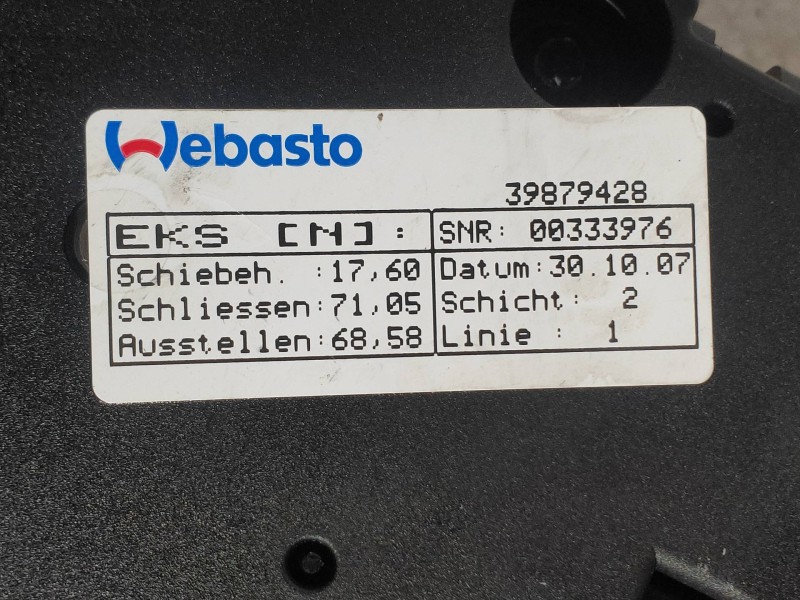 Webasto
39879428
EKS [N]: SNR: 00333976
Schiebeh. :17,60 Datum:30.10.07
Schliessen:71,05 Schicht: 2
Ausstellen:68,58 Linie : 1